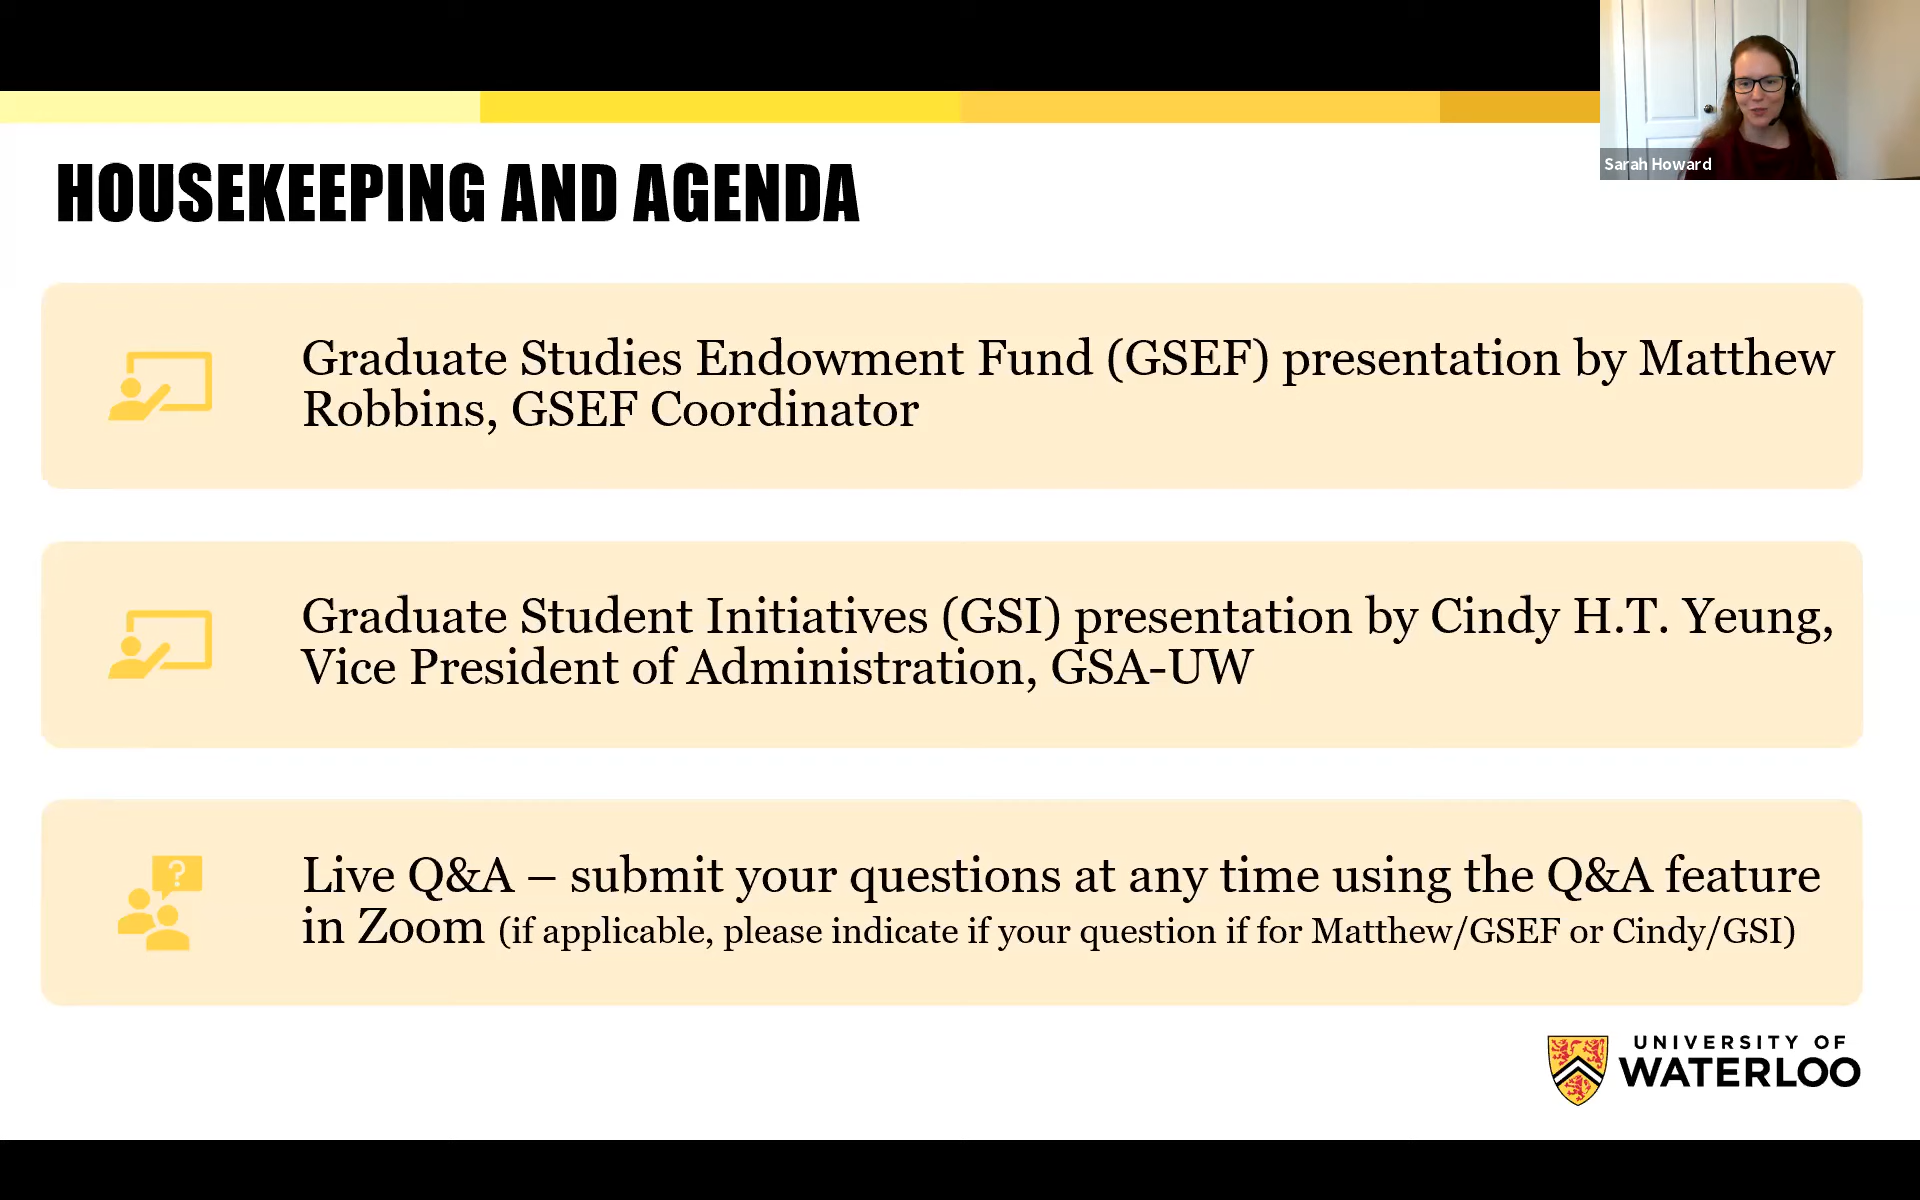 Sarah Howard
HOUSEKEEPING AND AGENDA
Graduate Studies Endowment Fund (GSEF) presentation by Matthew
Robbins, GSEF Coordinator
Graduate Student Initiatives (GSI) presentation by Cindy H.T. Yeung,
Vice President of Administration, GSA-UW
?
Live Q&A – submit your questions at any time using the Q&A feature
in Zoom (if applicable, please indicate if your question if for Matthew/GSEF or Cindy/GSI)
UNIVERSITY OF
WATERLOO